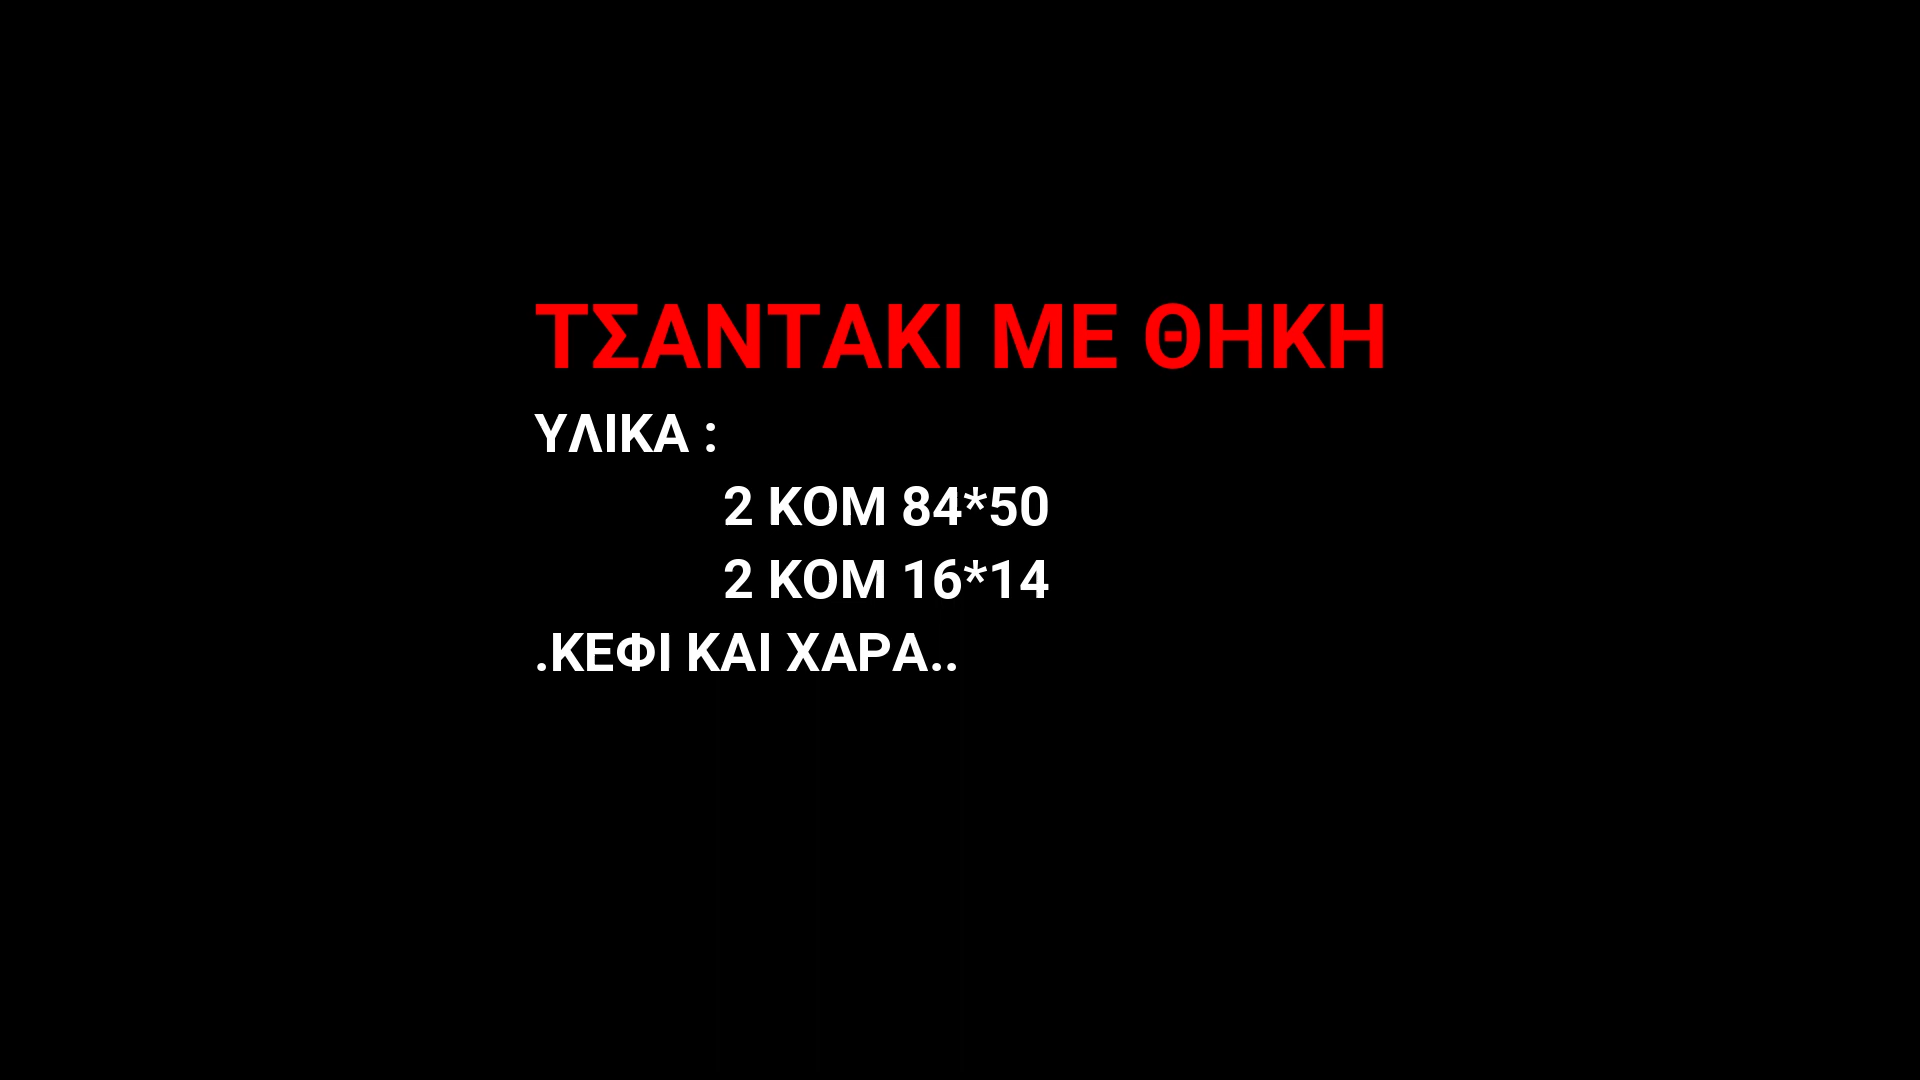 ΤΣΑΝΤΑΚΙ ΜΕ ΘΗΚΗ
ΥΛΙΚΑ :
2 ΚΟΜ 84*50
2 ΚΟΜ 16*14
.ΚΕΦΙ ΚΑΙ ΧΑΡΑ..